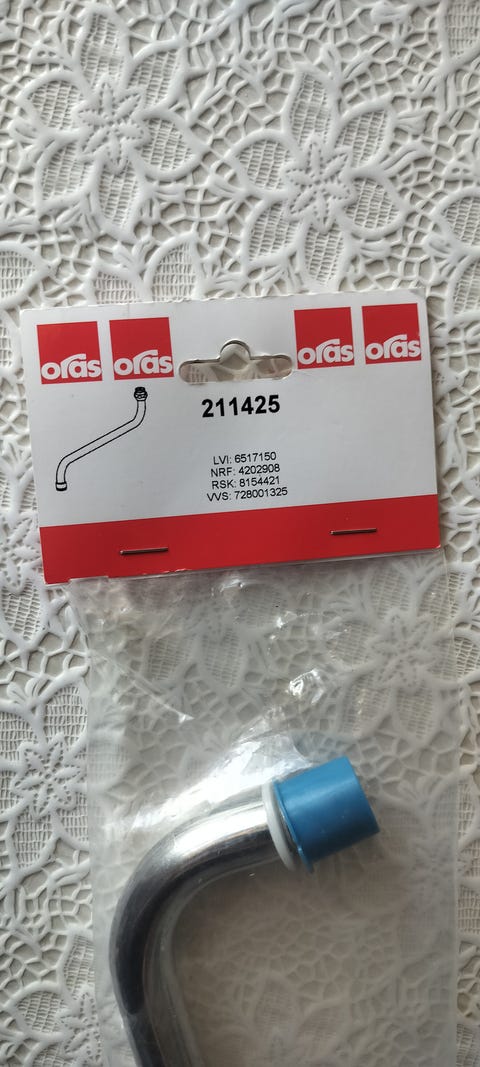 oras oras oras oras
211425
LVI: 6517150
NRF: 4202908
RSK: 8154421
VVS: 728001325